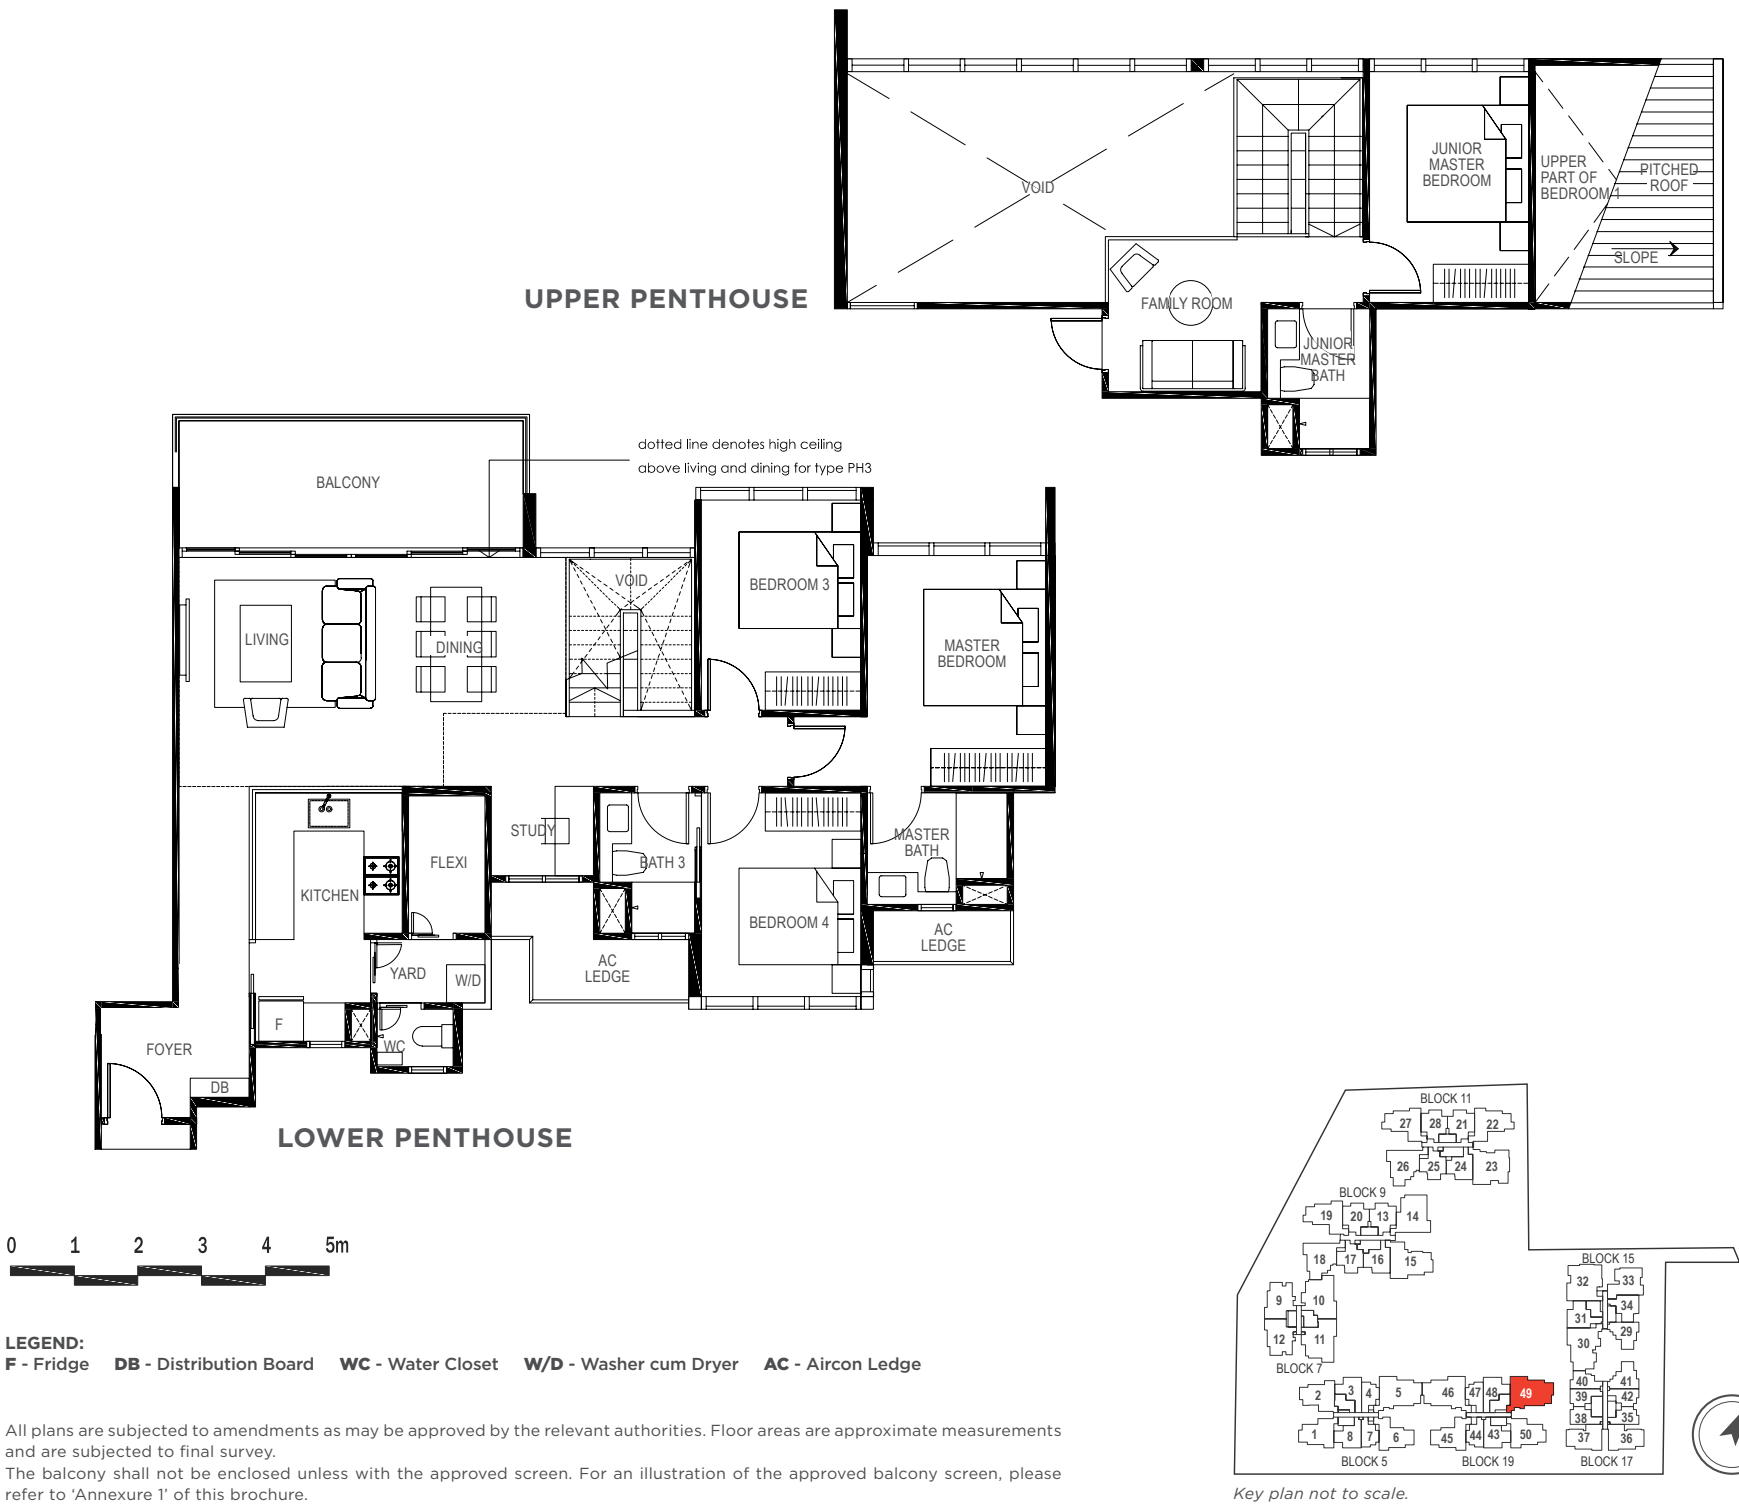 JUNIOR
MASTER
BEDROOM
UPPER
PART OF
BEDROOM 1
PITCHED
ROOF
SLOPE
VOID
FAMILY ROOM
JUNIOR
MASTER
BATH
UPPER PENTHOUSE
dotted line denotes high ceiling
above living and dining for type PH3
BALCONY
VOID
BEDROOM 3
LIVING
DINING
MASTER
BEDROOM
STUDY
FLEXI
BATH 3
MASTER
BATH
KITCHEN
BEDROOM 4
AC
LEDGE
AC
LEDGE
YARD
W/D
F
WC
FOYER
DB
LOWER PENTHOUSE
0 1 2 3 4 5m
LEGEND:
F - Fridge DB - Distribution Board WC - Water Closet W/D - Washer cum Dryer AC - Aircon Ledge
All plans are subjected to amendments as may be approved by the relevant authorities. Floor areas are approximate measurements
and are subjected to final survey.
The balcony shall not be enclosed unless with the approved screen. For an illustration of the approved balcony screen, please
refer to ‘Annexure 1’ of this brochure.
BLOCK 11
27 28 21 22
26 25 24 23
BLOCK 9
19 20 13 14
18 17 16 15
9 10
12 11
BLOCK 7
BLOCK 15
32 33
31 34
30 29
2 3 4 5 46 47 48 49
1 8 7 6 45 44 43 50
BLOCK 5 BLOCK 19
40 41
39 42
38 35
37 36
BLOCK 17
Key plan not to scale.